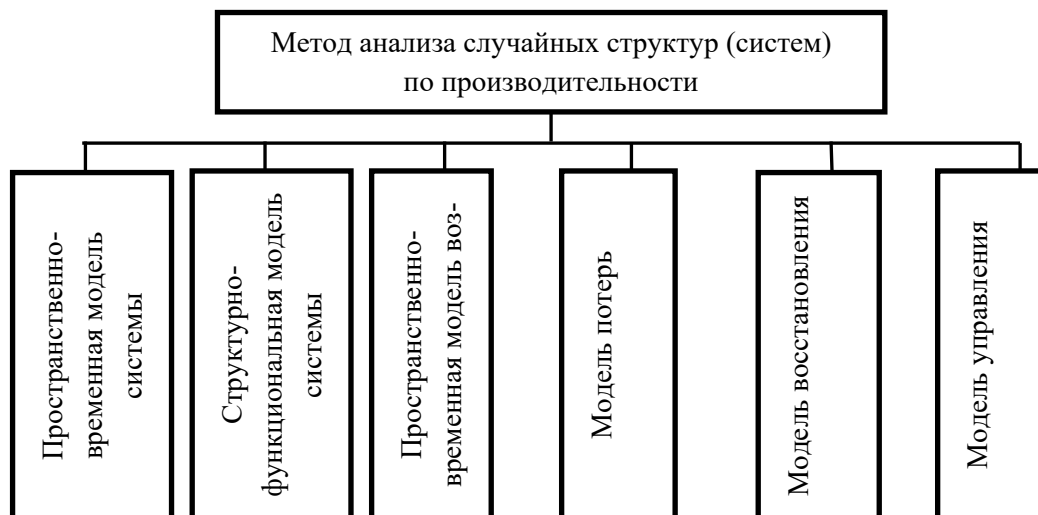 Метод анализа случайных структур (систем)
по производительности
Пространственно-
временная модель
системы
Структурно-
функциональная модель
системы
Пространственно-
временная модель воз-
Модель потерь
Модель восстановления
Модель управления